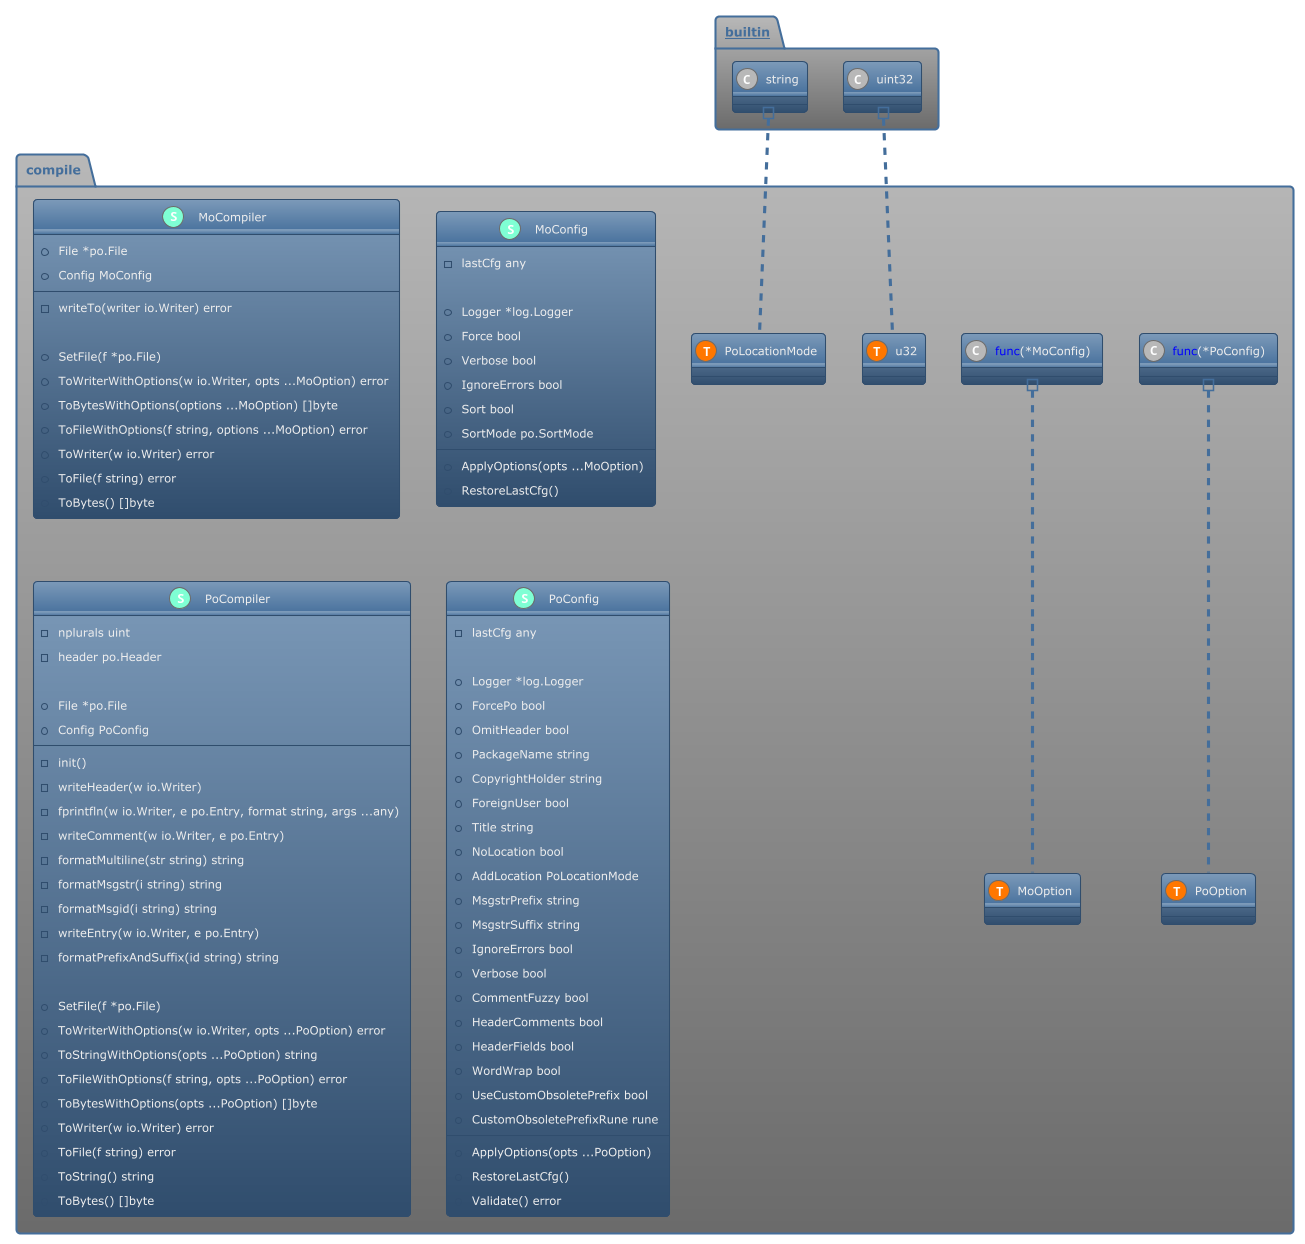 builtin
C string
C uint32
compile
S MoCompiler
File *po.File
Config MoConfig
writeTo(writer io.Writer) error
SetFile(f *po.File)
ToWriterWithOptions(w io.Writer, opts ...MoOption) error
ToBytesWithOptions(options ...MoOption) []byte
ToFileWithOptions(f string, options ...MoOption) error
ToWriter(w io.Writer) error
ToFile(f string) error
ToBytes() []byte
S MoConfig
lastCfg any
Logger *log.Logger
Force bool
Verbose bool
IgnoreErrors bool
Sort bool
SortMode po.SortMode
ApplyOptions(opts ...MoOption)
RestoreLastCfg()
T PoLocationMode
T u32
C func(*MoConfig)
C func(*PoConfig)
S PoCompiler
nplurals uint
header po.Header
File *po.File
Config PoConfig
init()
writeHeader(w io.Writer)
fprintfln(w io.Writer, e po.Entry, format string, args ...any)
writeComment(w io.Writer, e po.Entry)
formatMultiline(str string) string
formatMsgstr(i string) string
formatMsgid(i string) string
writeEntry(w io.Writer, e po.Entry)
formatPrefixAndSuffix(id string) string
SetFile(f *po.File)
ToWriterWithOptions(w io.Writer, opts ...PoOption) error
ToStringWithOptions(opts ...PoOption) string
ToFileWithOptions(f string, opts ...PoOption) error
ToBytesWithOptions(opts ...PoOption) []byte
ToWriter(w io.Writer) error
ToFile(f string) error
ToString() string
ToBytes() []byte
S PoConfig
lastCfg any
Logger *log.Logger
ForcePo bool
OmitHeader bool
PackageName string
CopyrightHolder string
ForeignUser bool
Title string
NoLocation bool
AddLocation PoLocationMode
MsgstrPrefix string
MsgstrSuffix string
IgnoreErrors bool
Verbose bool
CommentFuzzy bool
HeaderComments bool
HeaderFields bool
WordWrap bool
UseCustomObsoletePrefix bool
CustomObsoletePrefixRune rune
ApplyOptions(opts ...PoOption)
RestoreLastCfg()
Validate() error
T MoOption
T PoOption